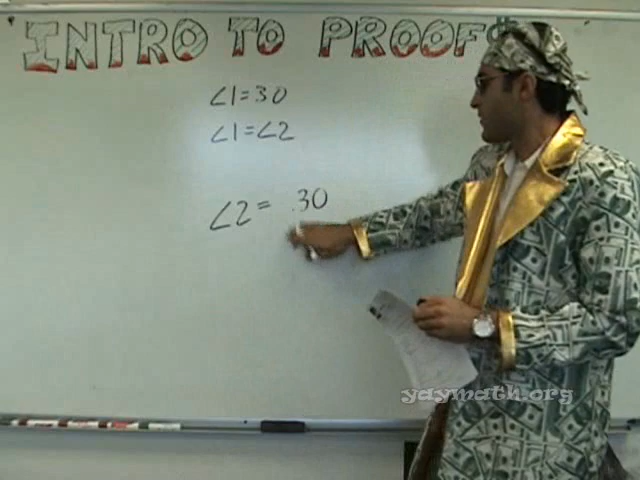 INTRO TO PROOFS
∠1=30
∠1=∠2
∠2= 30
yaymath.org